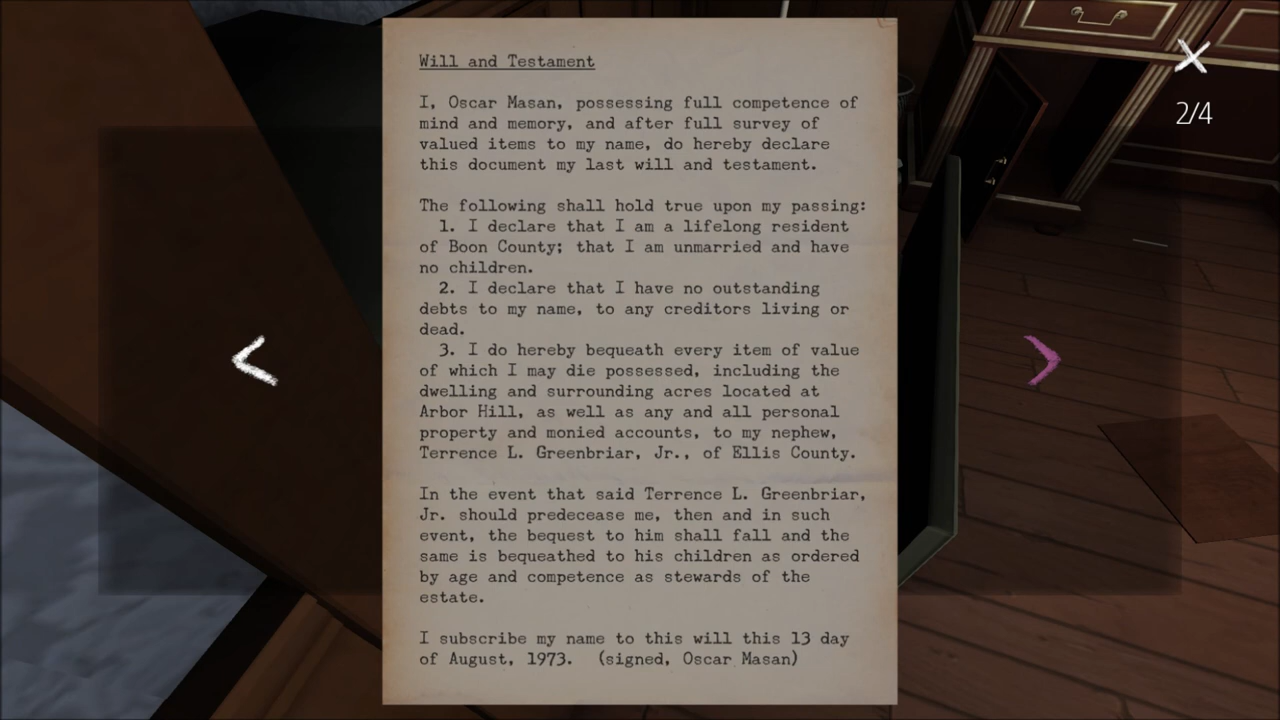 Will and Testament
I, Oscar Masan, possessing full competence of
mind and memory, and after full survey of
valued items to my name, do hereby declare
this document my last will and testament.
The following shall hold true upon my passing:
1. I declare that I am a lifelong resident
of Boon County; that I am unmarried and have
no children.
2. I declare that I have no outstanding
debts to my name, to any creditors living or
dead.
3. I do hereby bequeath every item of value
of which I may die possessed, including the
dwelling and surrounding acres located at
Arbor Hill, as well as any and all personal
property and monied accounts, to my nephew,
Terrence L. Greenbriar, Jr., of Ellis County.
In the event that said Terrence L. Greenbriar,
Jr. should predecease me, then and in such
event, the bequest to him shall fall and the
same is bequeathed to his children as ordered
by age and competence as stewards of the
estate.
I subscribe my name to this will this 13 day
of August, 1973. (signed, Oscar Masan)
2/4